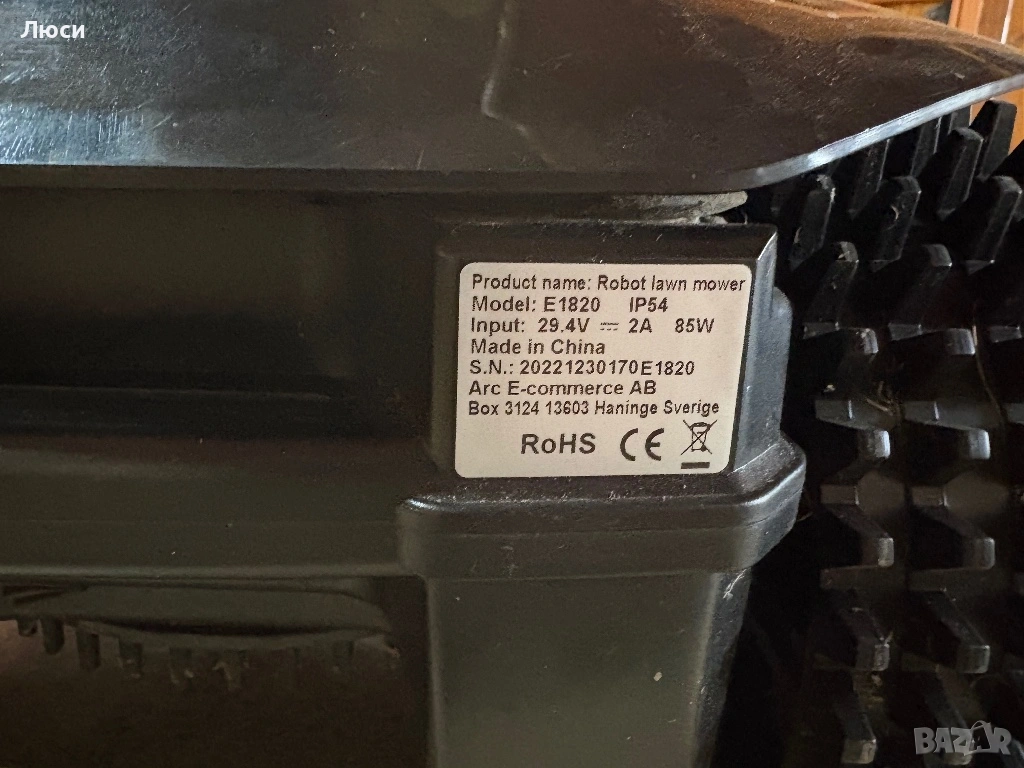 Люси
Product name: Robot lawn mower
Model: E1820 IP54
Input: 29.4V 2A 85W
Made in China
S.N.: 20221230170E1820
Arc E-commerce AB
Box 3124 13603 Haninge Sverige
RoHS CE
BAZAR